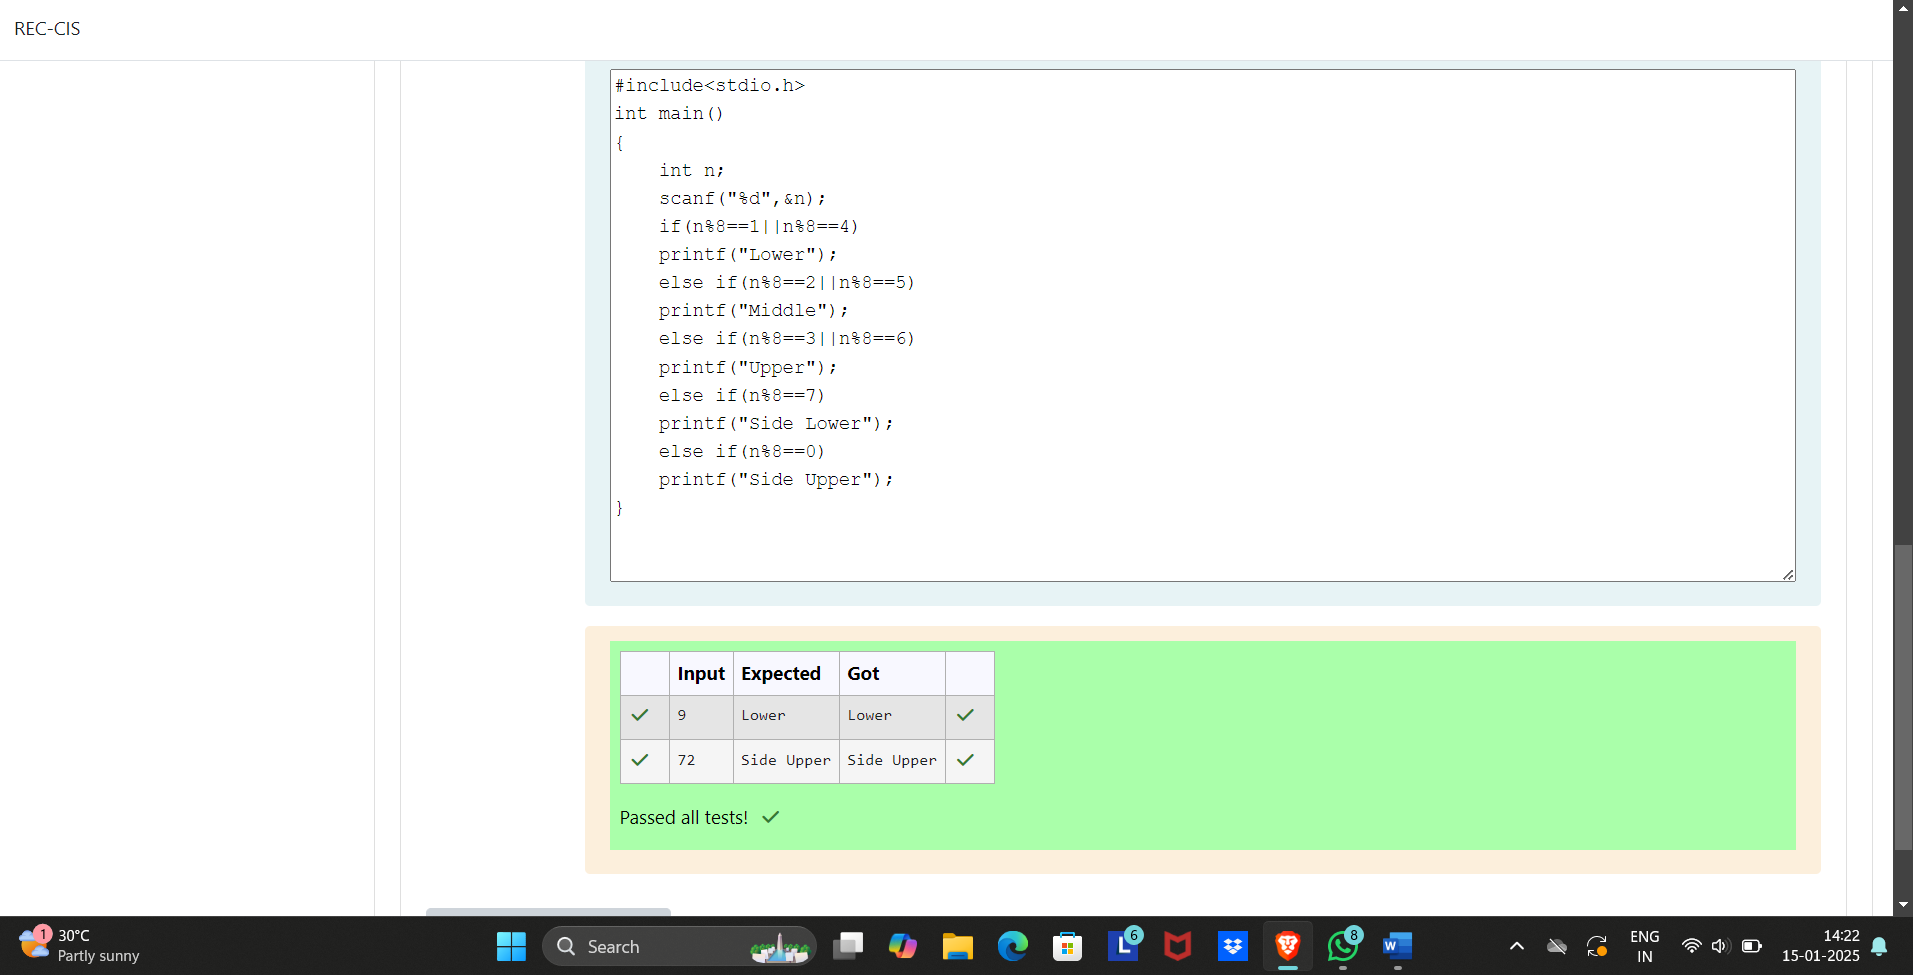 REC-CIS
#include<stdio.h>
int main()
{
    int n;
    scanf("%d",&n);
    if(n%8==1||n%8==4)
    printf("Lower");
    else if(n%8==2||n%8==5)
    printf("Middle");
    else if(n%8==3||n%8==6)
    printf("Upper");
    else if(n%8==7)
    printf("Side Lower");
    else if(n%8==0)
    printf("Side Upper");
}
Input Expected Got
9 Lower Lower
72 Side Upper Side Upper
Passed all tests!
1
30°C
Partly sunny
Search
L 6
8
W
ENG
IN
14:22
15-01-2025